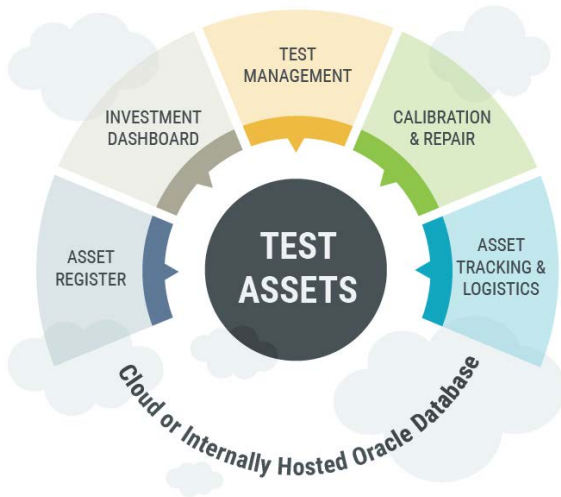 TEST
MANAGEMENT
INVESTMENT
DASHBOARD
CALIBRATION
& REPAIR
ASSET
REGISTER
TEST
ASSETS
ASSET
TRACKING &
LOGISTICS
Cloud or Internally Hosted Oracle Database